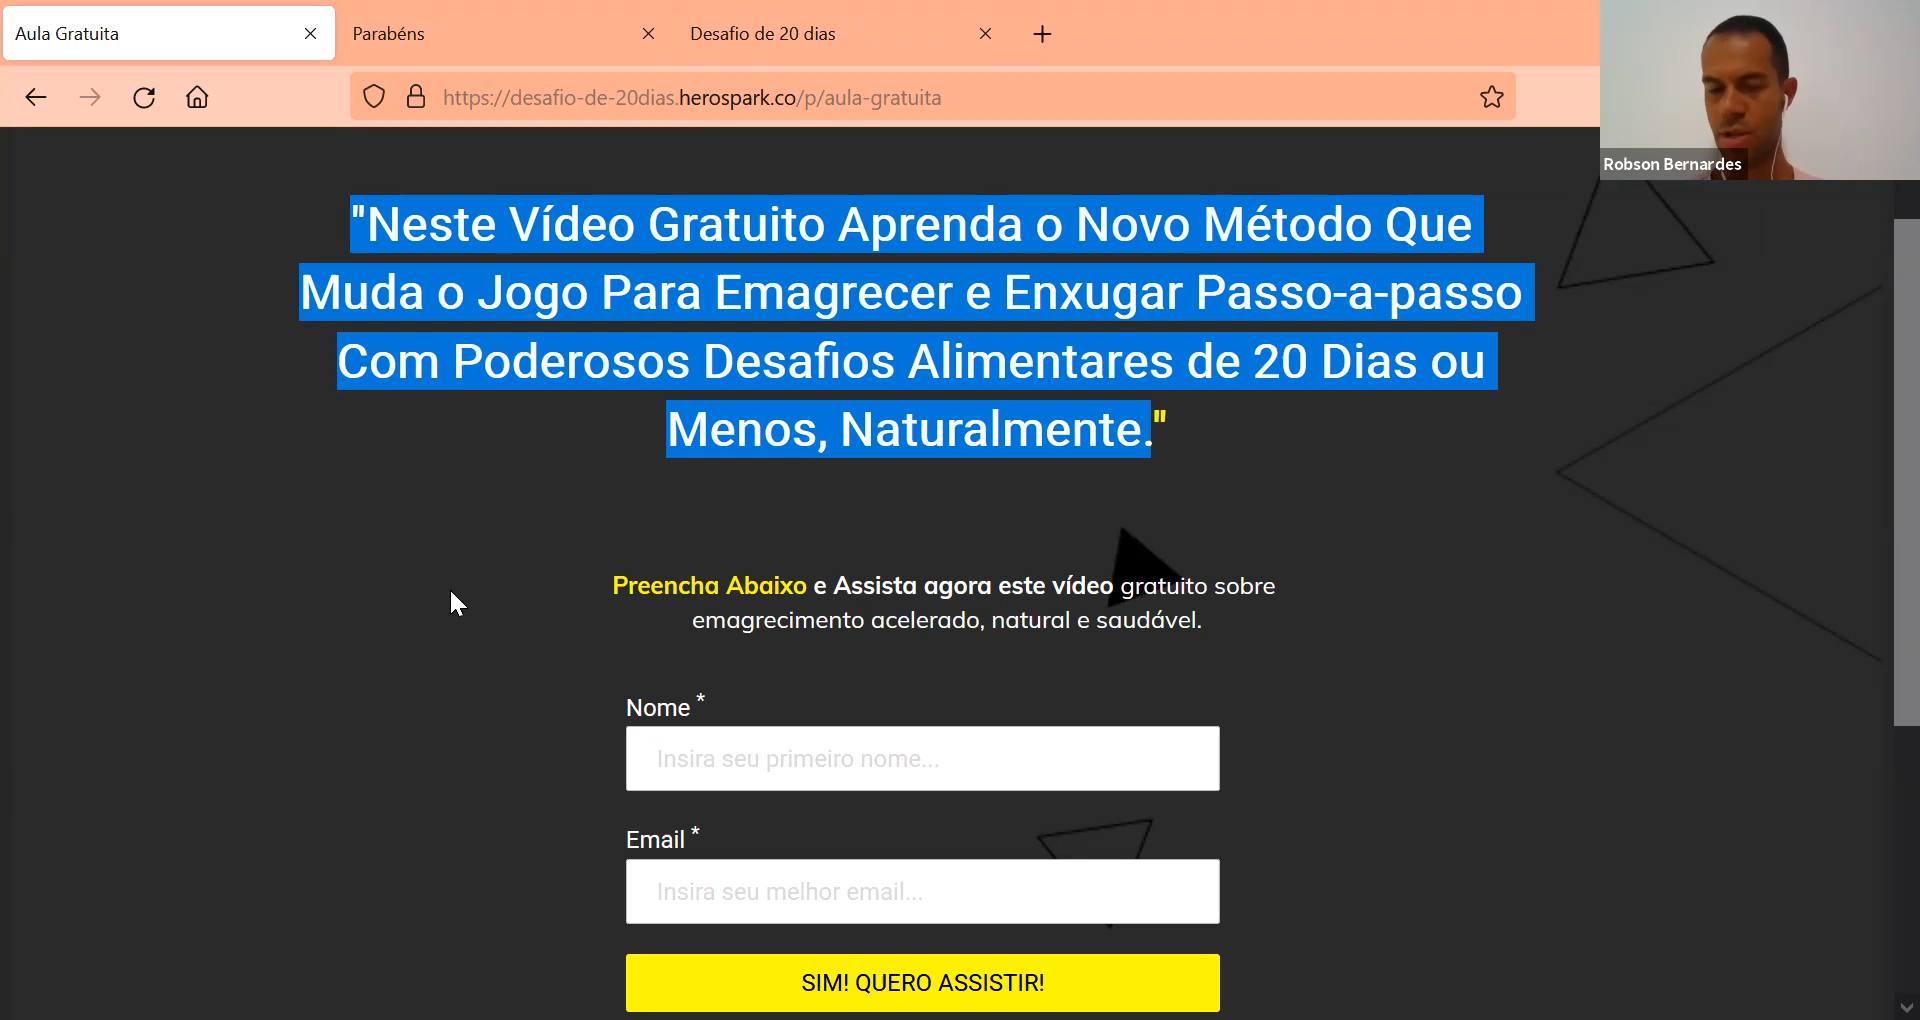 Aula Gratuita
Parabéns
Desafio de 20 dias
https://desafio-de-20dias.herospark.co/p/aula-gratuita
Robson Bernardes
"Neste Vídeo Gratuito Aprenda o Novo Método Que
Muda o Jogo Para Emagrecer e Enxugar Passo-a-passo
Com Poderosos Desafios Alimentares de 20 Dias ou
Menos, Naturalmente."
Preencha Abaixo e Assista agora este vídeo gratuito sobre
emagrecimento acelerado, natural e saudável.
Nome *
Insira seu primeiro nome...
Email *
Insira seu melhor email...
SIM! QUERO ASSISTIR!